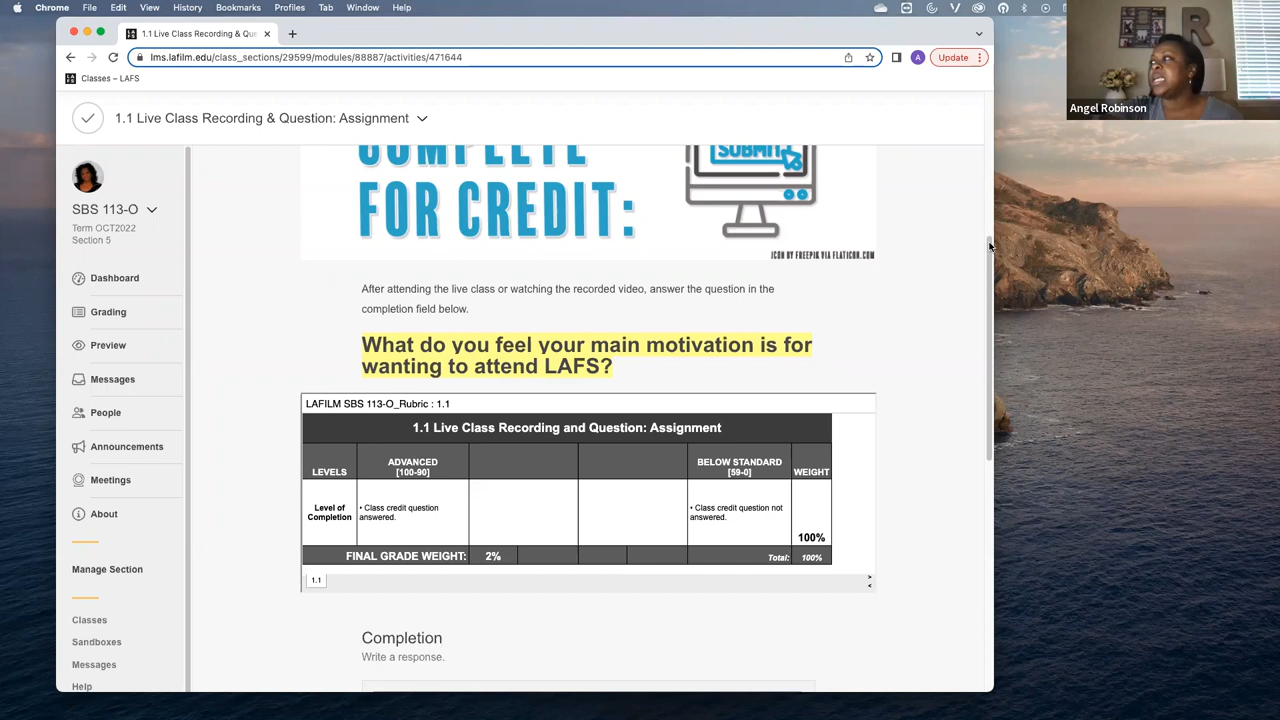 Chrome File Edit View History Bookmarks Profiles Tab Window Help
1.1 Live Class Recording & Que
lms.lafilm.edu/class_sections/29599/modules/88887/activities/471644
A
Update
Classes – LAFS
Angel Robinson
1.1 Live Class Recording & Question: Assignment
COMPLETE
FOR CREDIT:
SUBMIT
ICON BY FREEPIK VIA FLATICON.COM
SBS 113-O
Term OCT2022
Section 5
Dashboard
Grading
Preview
Messages
People
Announcements
Meetings
About
Manage Section
Classes
Sandboxes
Messages
Help
After attending the live class or watching the recorded video, answer the question in the
completion field below.
What do you feel your main motivation is for
wanting to attend LAFS?
LAFILM SBS 113-O_Rubric : 1.1
1.1 Live Class Recording and Question: Assignment
LEVELS
ADVANCED
[100-90]
BELOW STANDARD
[59-0]
WEIGHT
Level of
Completion
• Class credit question
answered.
• Class credit question not
answered.
100%
FINAL GRADE WEIGHT: 2%
Total: 100%
1.1
Completion
Write a response.